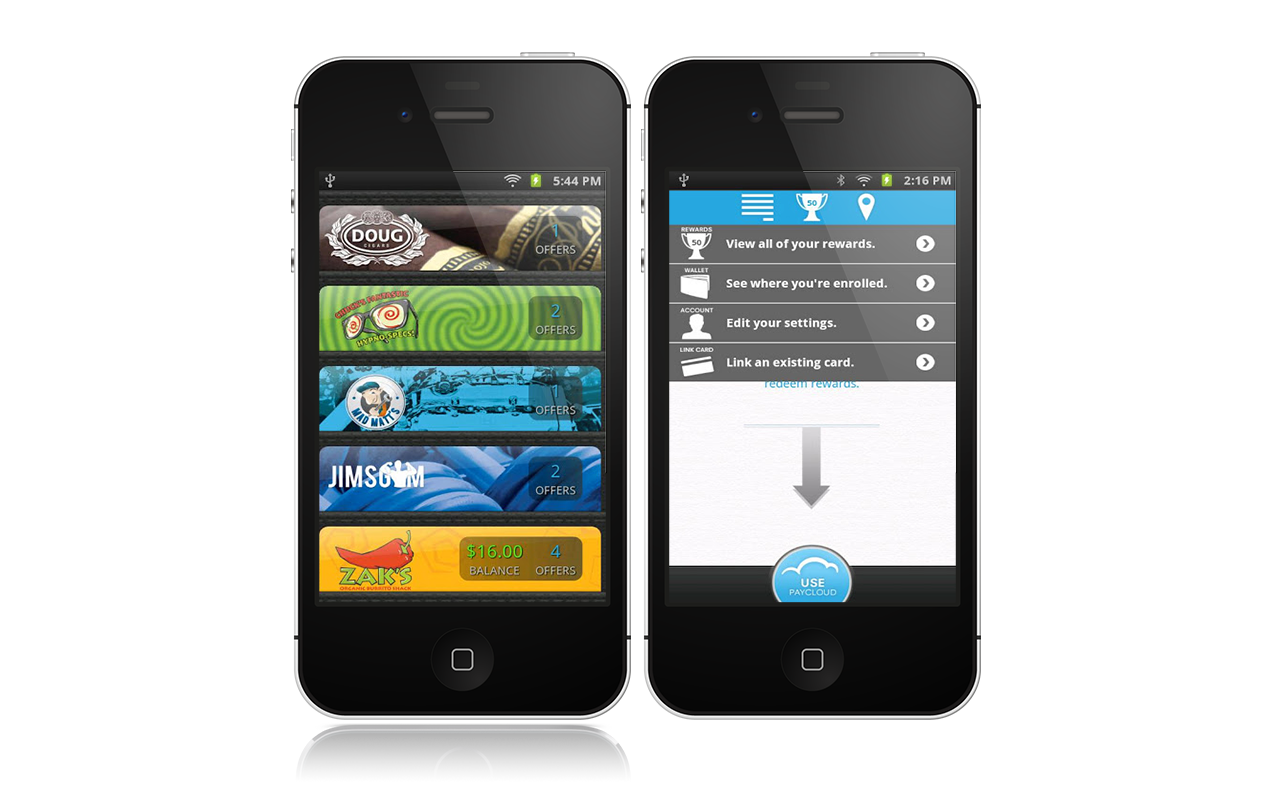 5:44 PM
DOUG
CIGARS
1
OFFERS
CHUCK'S FANTASTIC
HYPNO SPECS!
2
OFFERS
MAD MATT'S
1
OFFERS
JIMSGYM
2
OFFERS
ZAK'S
ORGANIC BURRITO SHACK
$16.00
BALANCE
4
OFFERS
2:16 PM
50
REWARDS
50
View all of your rewards.
WALLET
See where you're enrolled.
ACCOUNT
Edit your settings.
LINK CARD
Link an existing card.
redeem rewards.
USE
PAYCLOUD